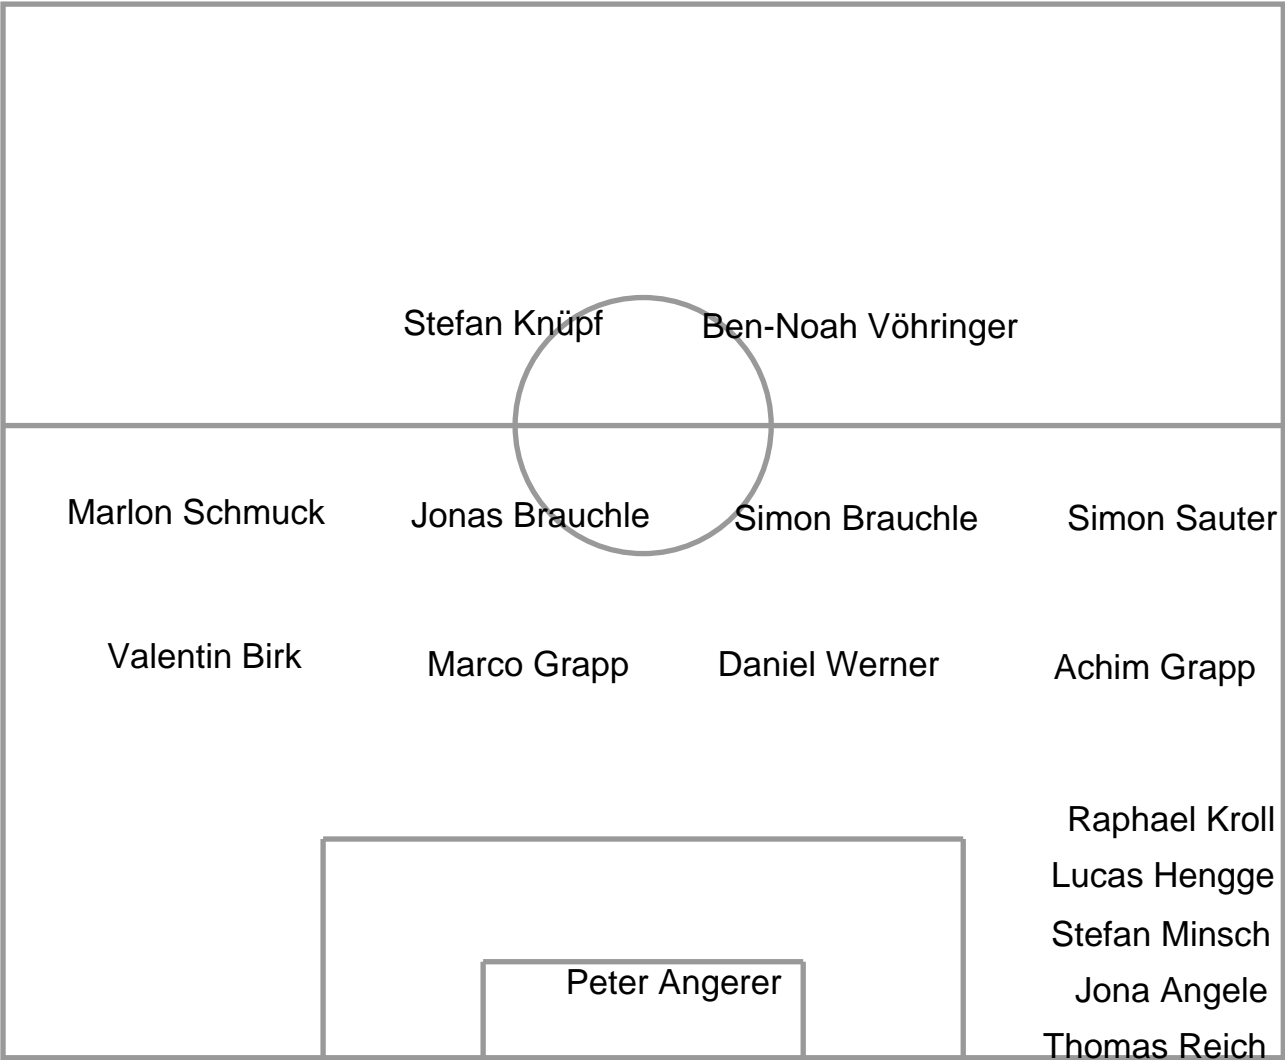 Stefan Knüpf Ben-Noah Vöhringer
Marlon Schmuck Jonas Brauchle Simon Brauchle Simon Sauter
Valentin Birk Marco Grapp Daniel Werner Achim Grapp
Raphael Kroll
Lucas Hengge
Stefan Minsch
Peter Angerer
Jona Angele
Thomas Reich